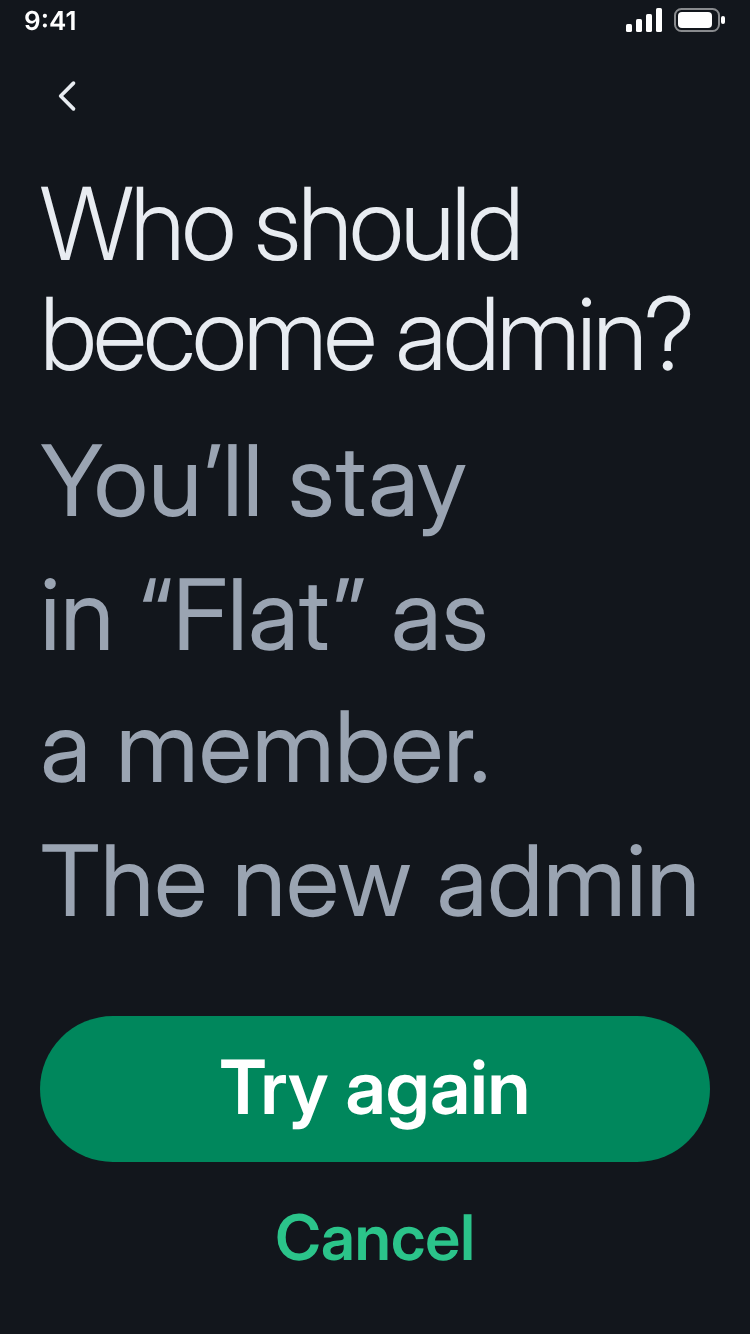 9:41
Who should
become admin?
You’ll stay
in “Flat” as
a member.
The new admin
Try again
Cancel